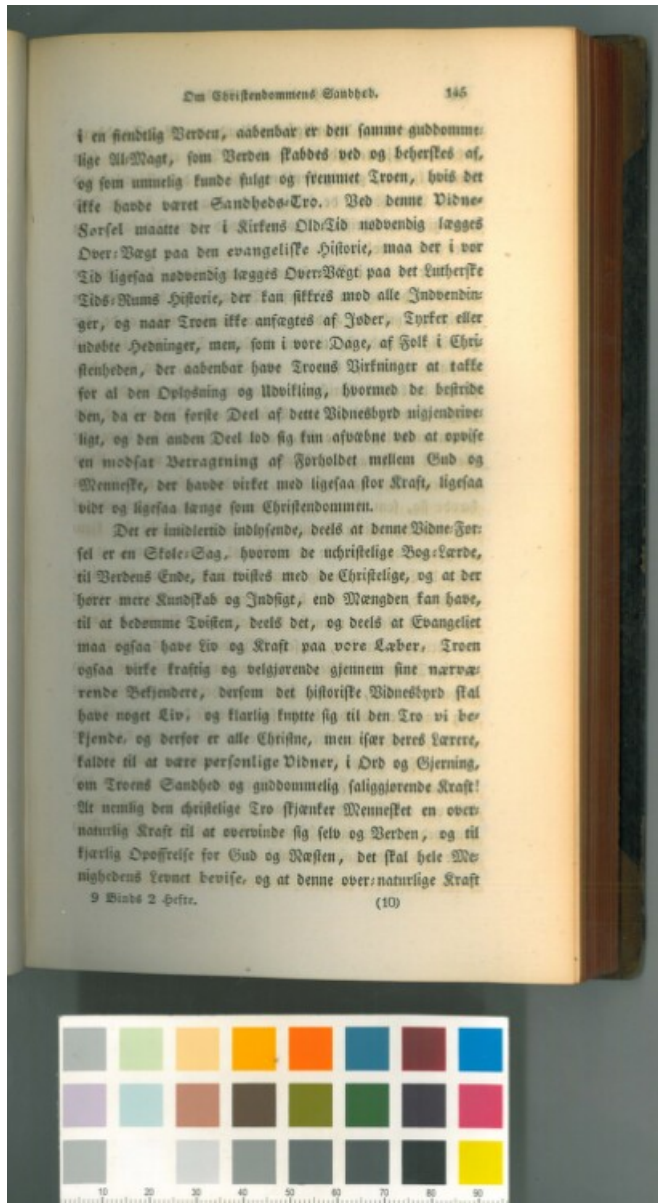 Om Christendommens Sandhed. 145
i en fiendtlig Verden, aabenbar er den samme guddomme-
lige Al-Magt, som Verden skabdes ved og beherskes af,
og som umuelig kunde fulgt og fremmet Troen, hvis det
ikke havde været Sandheds-Tro. Ved denne Vidne-
Førsel maatte der i Kirkens Old-Tid nødvendig lægges
Over-Vægt paa den evangeliske Historie, maa der i vor
Tid ligesaa nødvendig lægges Over-Vægt paa det Lutherske
Tids-Rums Historie, der kan sikkres mod alle Indvendin-
ger, og naar Troen ikke anfægtes af Jøder, Tyrker eller
udøbte Hedninger, men, som i vore Dage, af Folk i Chri-
stenheden, der aabenbar have Troens Virkninger at takke
for al den Oplysning og Udvikling, hvormed de bestride
den, da er den første Deel af dette Vidnesbyrd uigjendrive-
ligt, og den anden Deel lod sig kun afvæbne ved at opvise
en modsat Betragtning af Forholdet mellem Gud og
Menneske, der havde virket med ligesaa stor Kraft, ligesaa
vidt og ligesaa længe som Christendommen.
Det er imidlertid indlysende, deels at denne Vidne-For-
sel er en Skole-Sag, hvorom de uchristelige Bog-Lærde,
til Verdens Ende, kan tvistes med de Christelige, og at der
hører mere Kundskab og Indsigt, end Mængden kan have,
til at bedømme Tvisten, deels det, og deels at Evangeliet
maa ogsaa have Liv og Kraft paa vore Læber, Troen
ogsaa virke kraftig og velgjørende gjennem sine nærvæ-
rende Bekjendere, dersom det historiske Vidnesbyrd skal
have noget Liv, og klarlig knytte sig til den Tro vi be-
kjende, og derfor er alle Christne, men især deres Lærere,
kaldte til at være personlige Vidner, i Ord og Gjerning,
om Troens Sandhed og guddommelig saliggjørende Kraft!
At nemlig den christelige Tro skjænker Mennesket en over-
naturlig Kraft til at overvinde sig selv og Verden, og til
kjærlig Opoffrelse for Gud og Næsten, det skal hele Me-
nighedens Levnet bevise, og at denne over-naturlige Kraft
9 Binds 2 Hefte. (10)
10 20 30 40 50 60 70 80 90